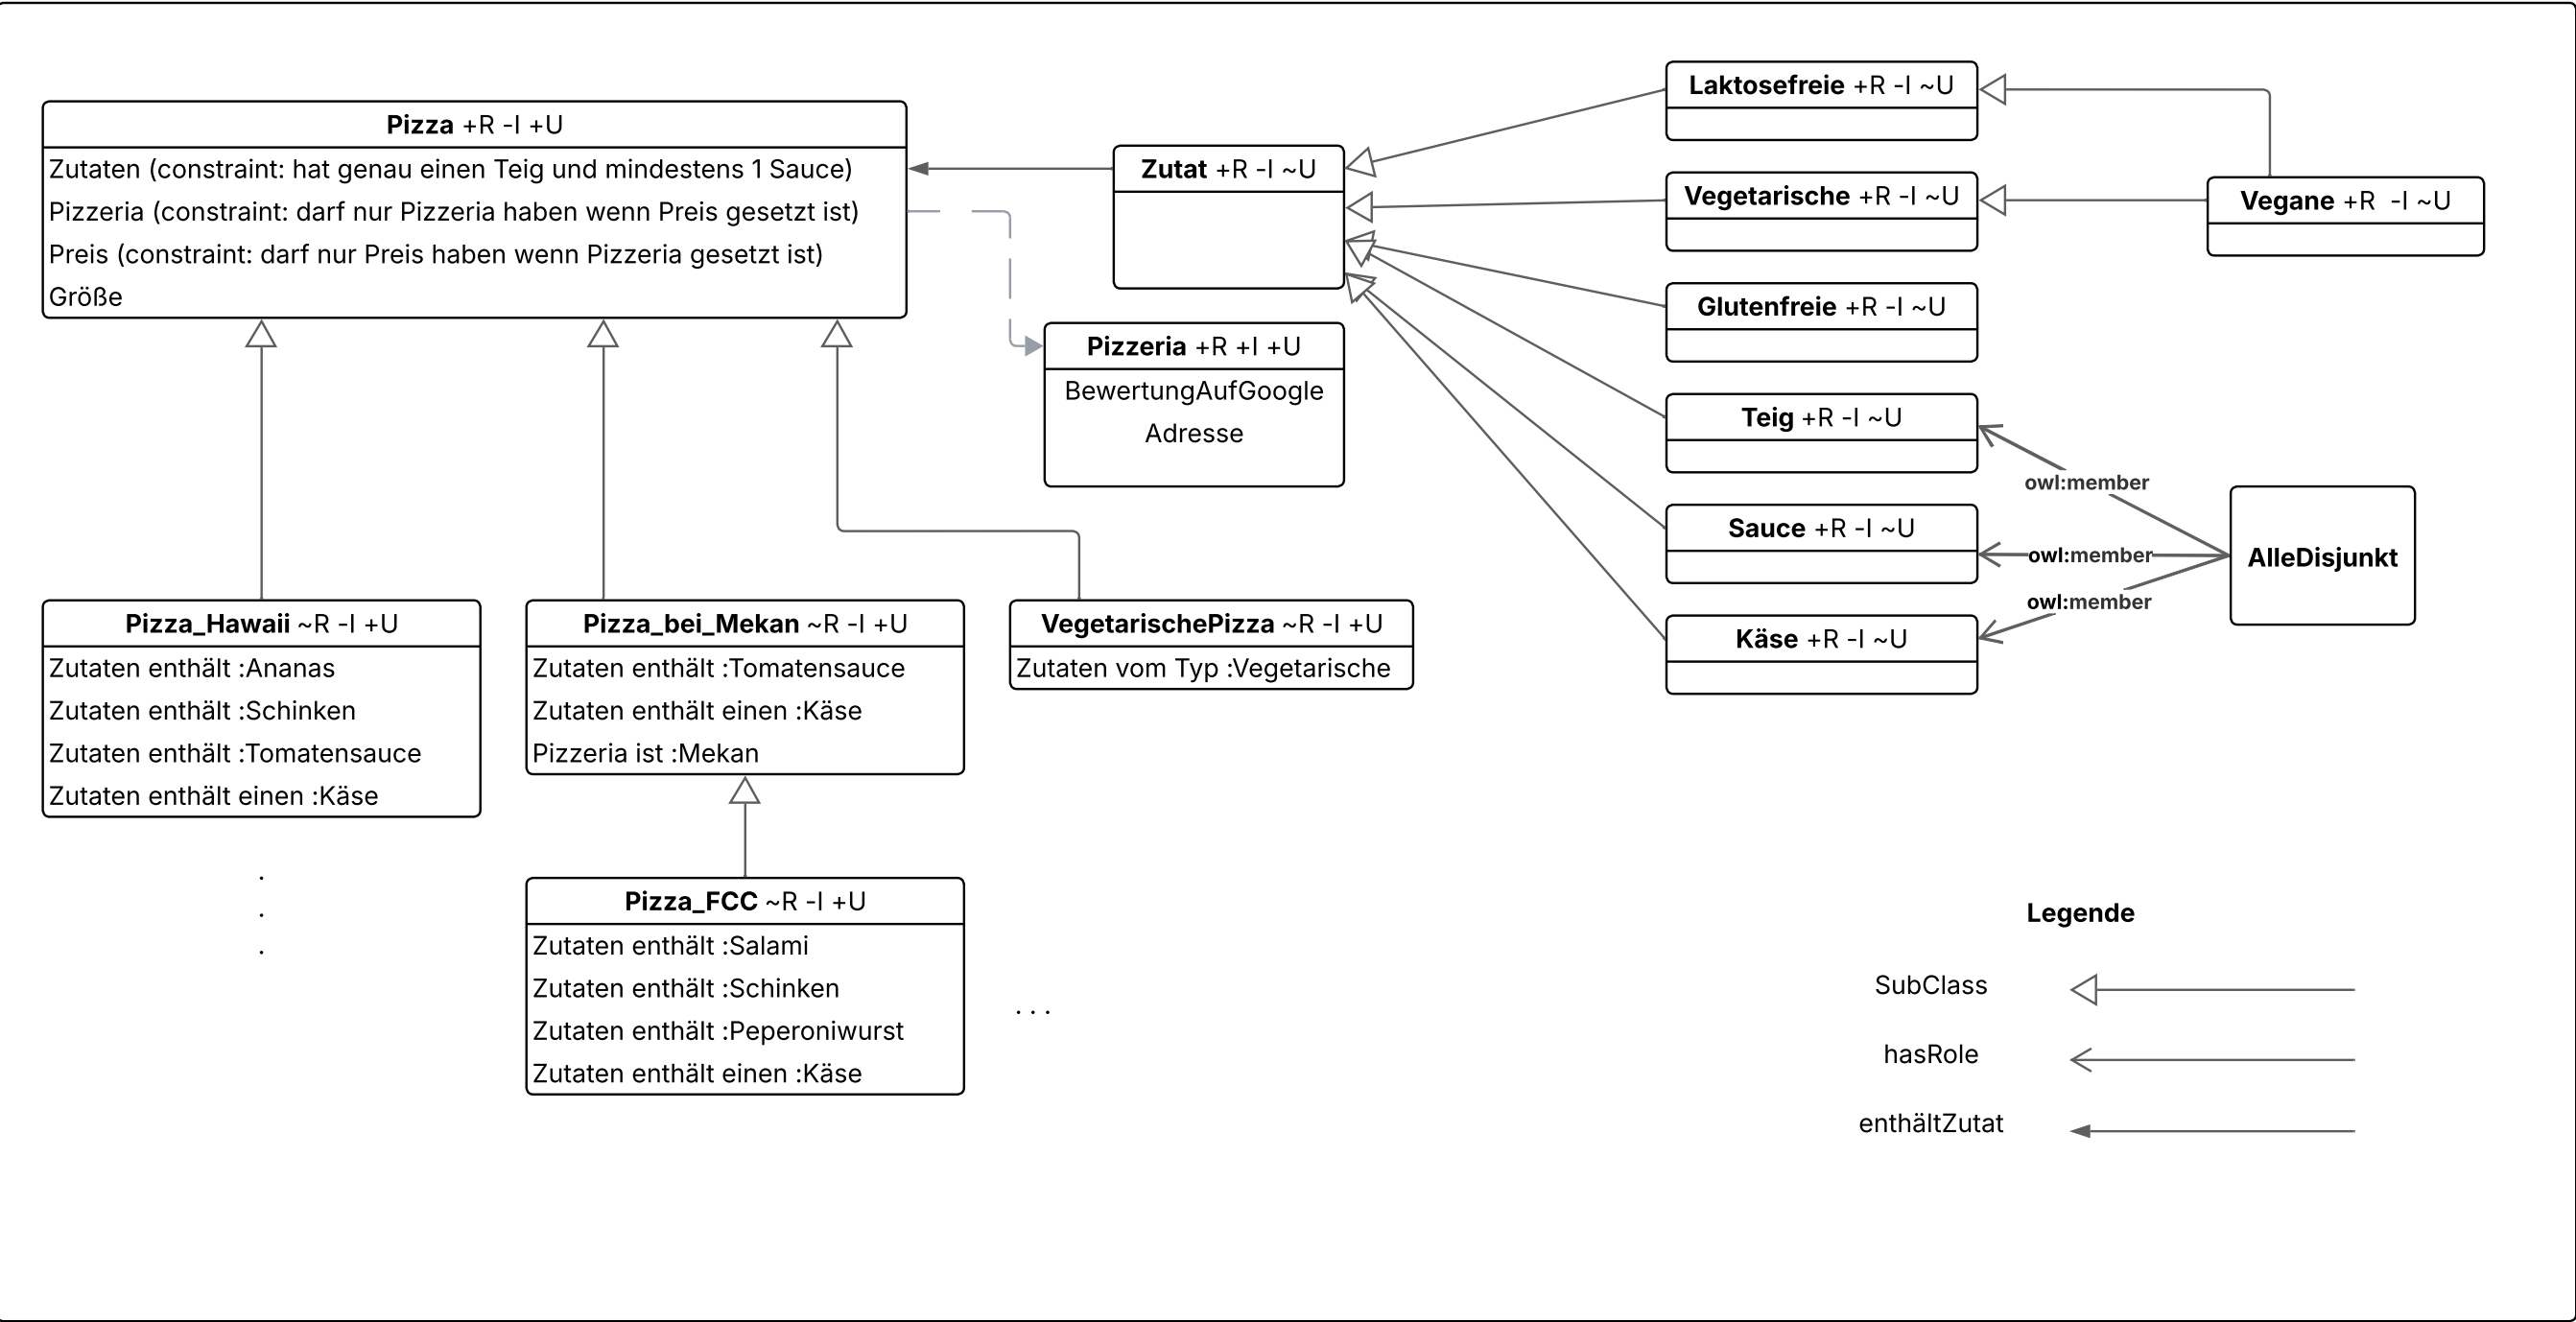 Pizza +R -I +U
Zutaten (constraint: hat genau einen Teig und mindestens 1 Sauce)
Pizzeria (constraint: darf nur Pizzeria haben wenn Preis gesetzt ist)
Preis (constraint: darf nur Preis haben wenn Pizzeria gesetzt ist)
Größe
Zutat +R -I ~U
Pizzeria +R +I +U
BewertungAufGoogle
Adresse
Laktosefreie +R -I ~U
Vegetarische +R -I ~U
Vegane +R  -I ~U
Glutenfreie +R -I ~U
Teig +R -I ~U
Sauce +R -I ~U
Käse +R -I ~U
owl:member
owl:member
owl:member
AlleDisjunkt
Pizza_Hawaii ~R -I +U
Zutaten enthält :Ananas
Zutaten enthält :Schinken
Zutaten enthält :Tomatensauce
Zutaten enthält einen :Käse
.
.
.
Pizza_bei_Mekan ~R -I +U
Zutaten enthält :Tomatensauce
Zutaten enthält einen :Käse
Pizzeria ist :Mekan
VegetarischePizza ~R -I +U
Zutaten vom Typ :Vegetarische
Pizza_FCC ~R -I +U
Zutaten enthält :Salami
Zutaten enthält :Schinken
Zutaten enthält :Peperoniwurst
Zutaten enthält einen :Käse
. . .
Legende
SubClass
hasRole
enthältZutat